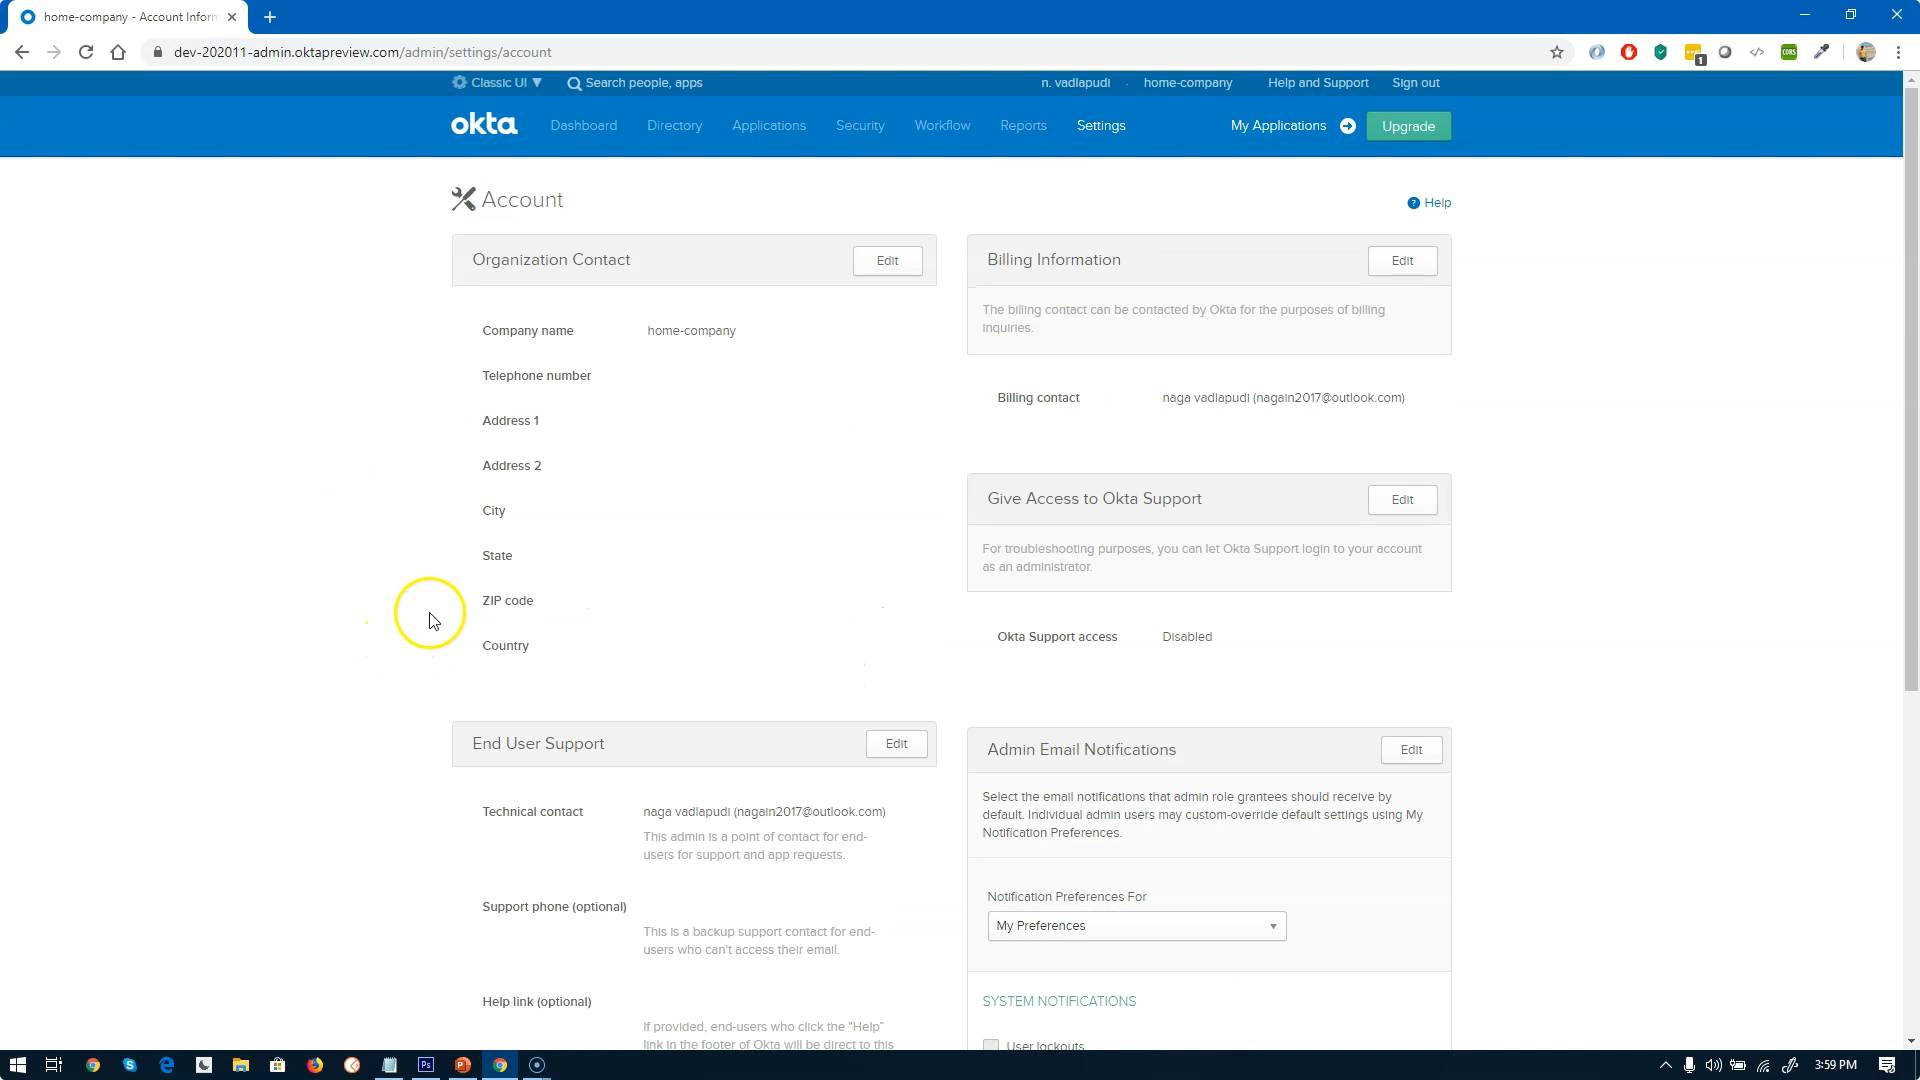 home-company - Account Inform
dev-202011-admin.oktapreview.com/admin/settings/account
1
CORS
Classic UI
Search people, apps
n. vadlapudi
home-company
Help and Support
Sign out
okta
Dashboard
Directory
Applications
Security
Workflow
Reports
Settings
My Applications
Upgrade
Account
Help
Organization Contact
Edit
Company name home-company
Telephone number
Address 1
Address 2
City
State
ZIP code
Country
Billing Information
Edit
The billing contact can be contacted by Okta for the purposes of billing
inquiries.
Billing contact naga vadlapudi (nagain2017@outlook.com)
Give Access to Okta Support
Edit
For troubleshooting purposes, you can let Okta Support login to your account
as an administrator.
Okta Support access Disabled
End User Support
Edit
Technical contact naga vadlapudi (nagain2017@outlook.com)
This admin is a point of contact for end-
users for support and app requests.
Support phone (optional)
This is a backup support contact for end-
users who can't access their email.
Help link (optional)
If provided, end-users who click the "Help"
link in the footer of Okta will be direct to this
Admin Email Notifications
Edit
Select the email notifications that admin role grantees should receive by
default. Individual admin users may custom-override default settings using My
Notification Preferences.
Notification Preferences For
My Preferences
SYSTEM NOTIFICATIONS
User lockouts
Ps
3:59 PM